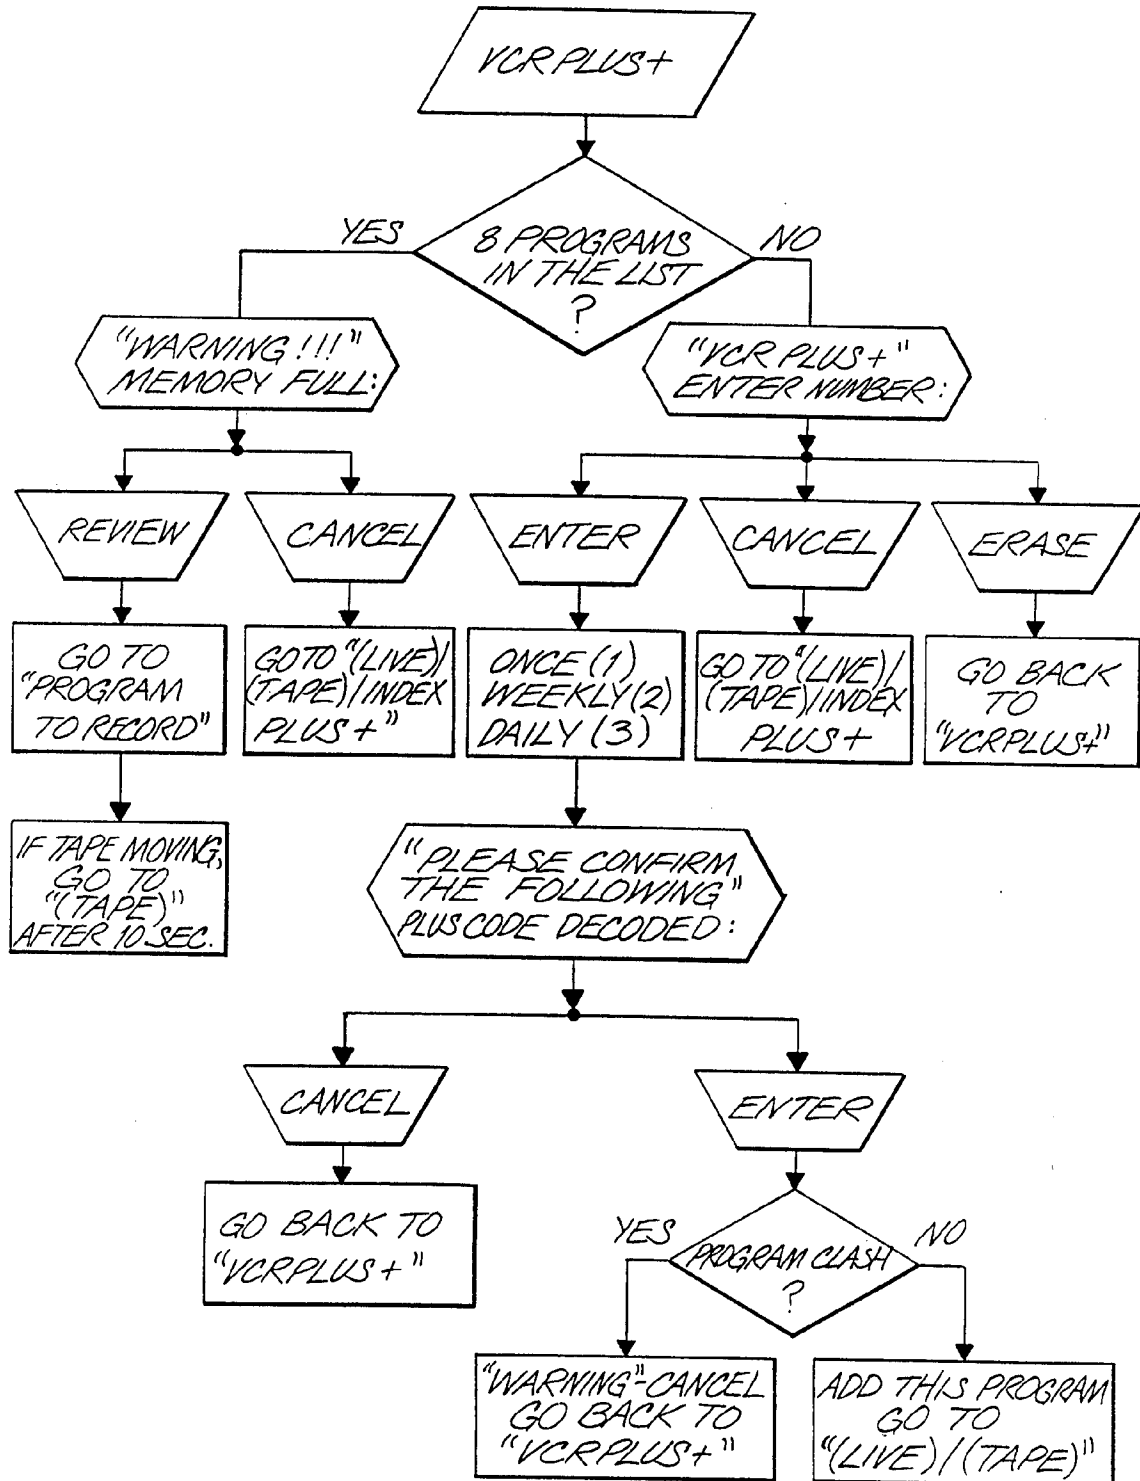 VCR PLUS+
YES
8 PROGRAMS
IN THE LIST
?
NO
"WARNING!!!"
MEMORY FULL:
"VCR PLUS+"
ENTER NUMBER:
REVIEW
CANCEL
ENTER
CANCEL
ERASE
GO TO
"PROGRAM
TO RECORD"
GOTO "(LIVE)/
(TAPE)/INDEX
PLUS+"
ONCE (1)
WEEKLY (2)
DAILY (3)
GO TO "(LIVE)/
(TAPE)/INDEX
PLUS+
GO BACK
TO
"VCRPLUS+"
IF TAPE MOVING,
GO TO
"(TAPE)"
AFTER 10 SEC.
"PLEASE CONFIRM
THE FOLLOWING"
PLUSCODE DECODED:
CANCEL
ENTER
GO BACK TO
"VCRPLUS+"
YES
PROGRAM CLASH
?
NO
"WARNING"-CANCEL
GO BACK TO
"VCRPLUS+"
ADD THIS PROGRAM
GO TO
"(LIVE)/(TAPE)"